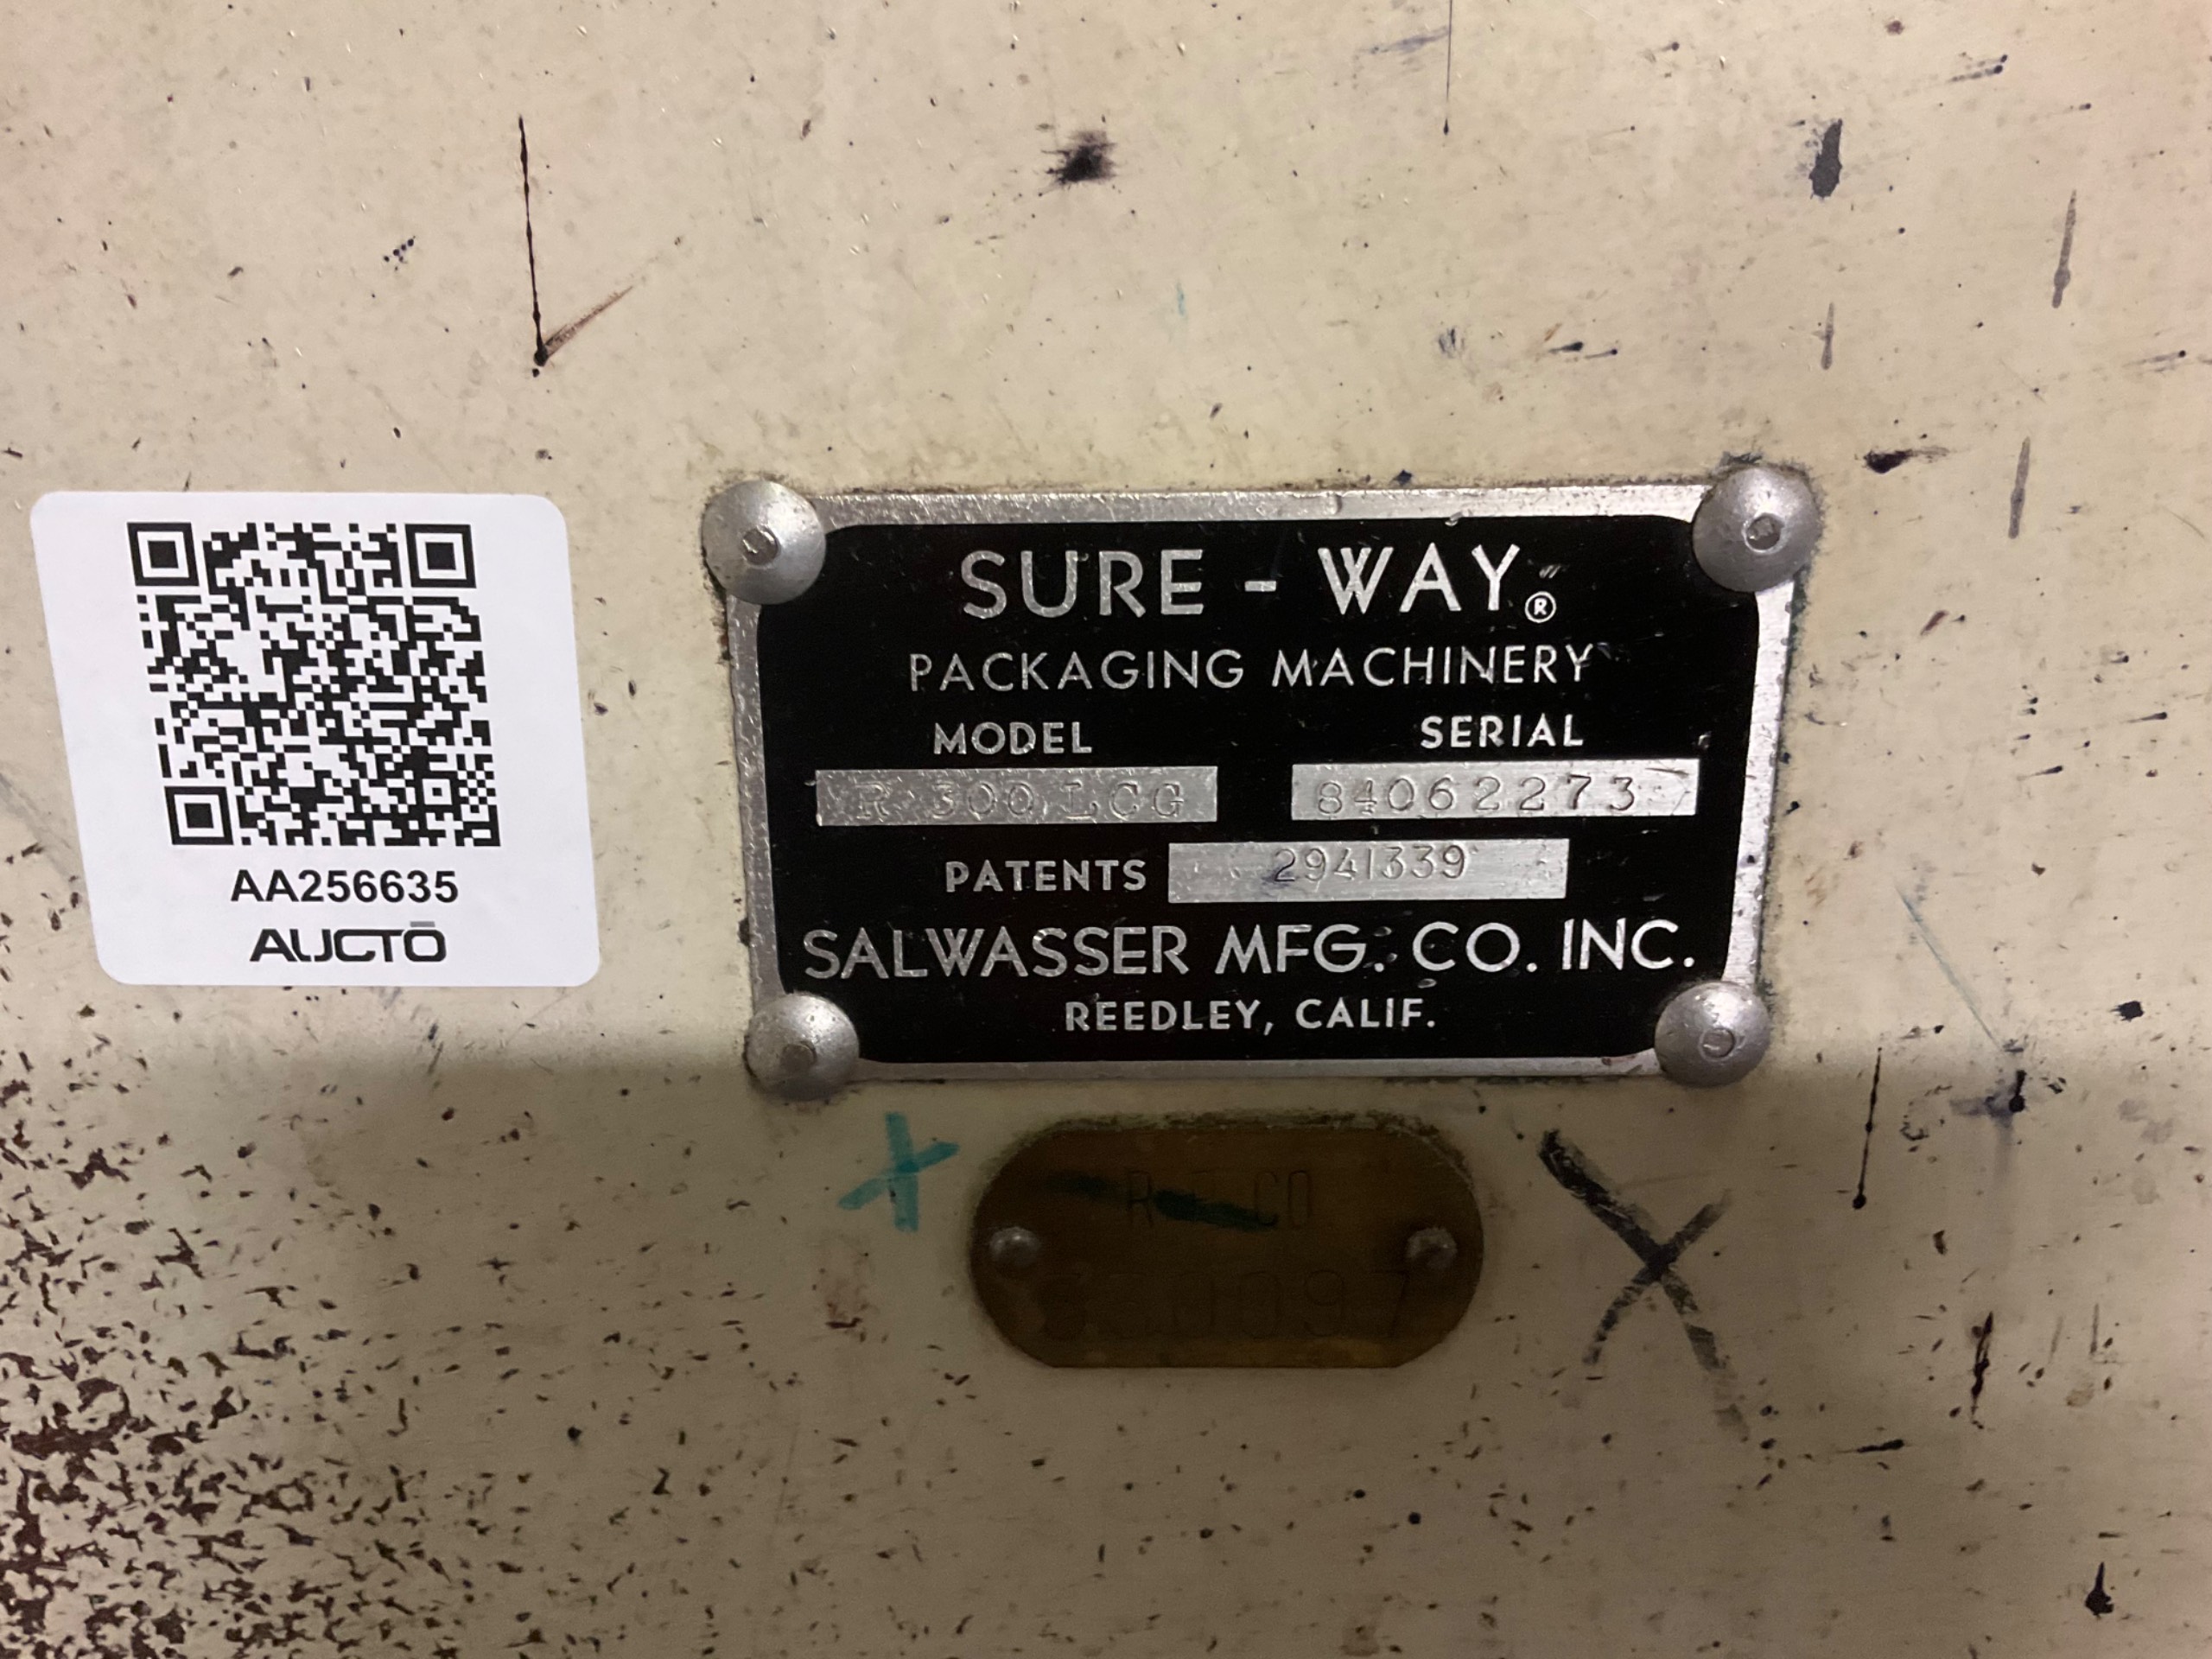 SURE - WAY®
PACKAGING MACHINERY
MODEL SERIAL
R 300 LCG 84062273
PATENTS 2941339
SALWASSER MFG. CO. INC.
REEDLEY, CALIF.
AA256635
AUCTŌ